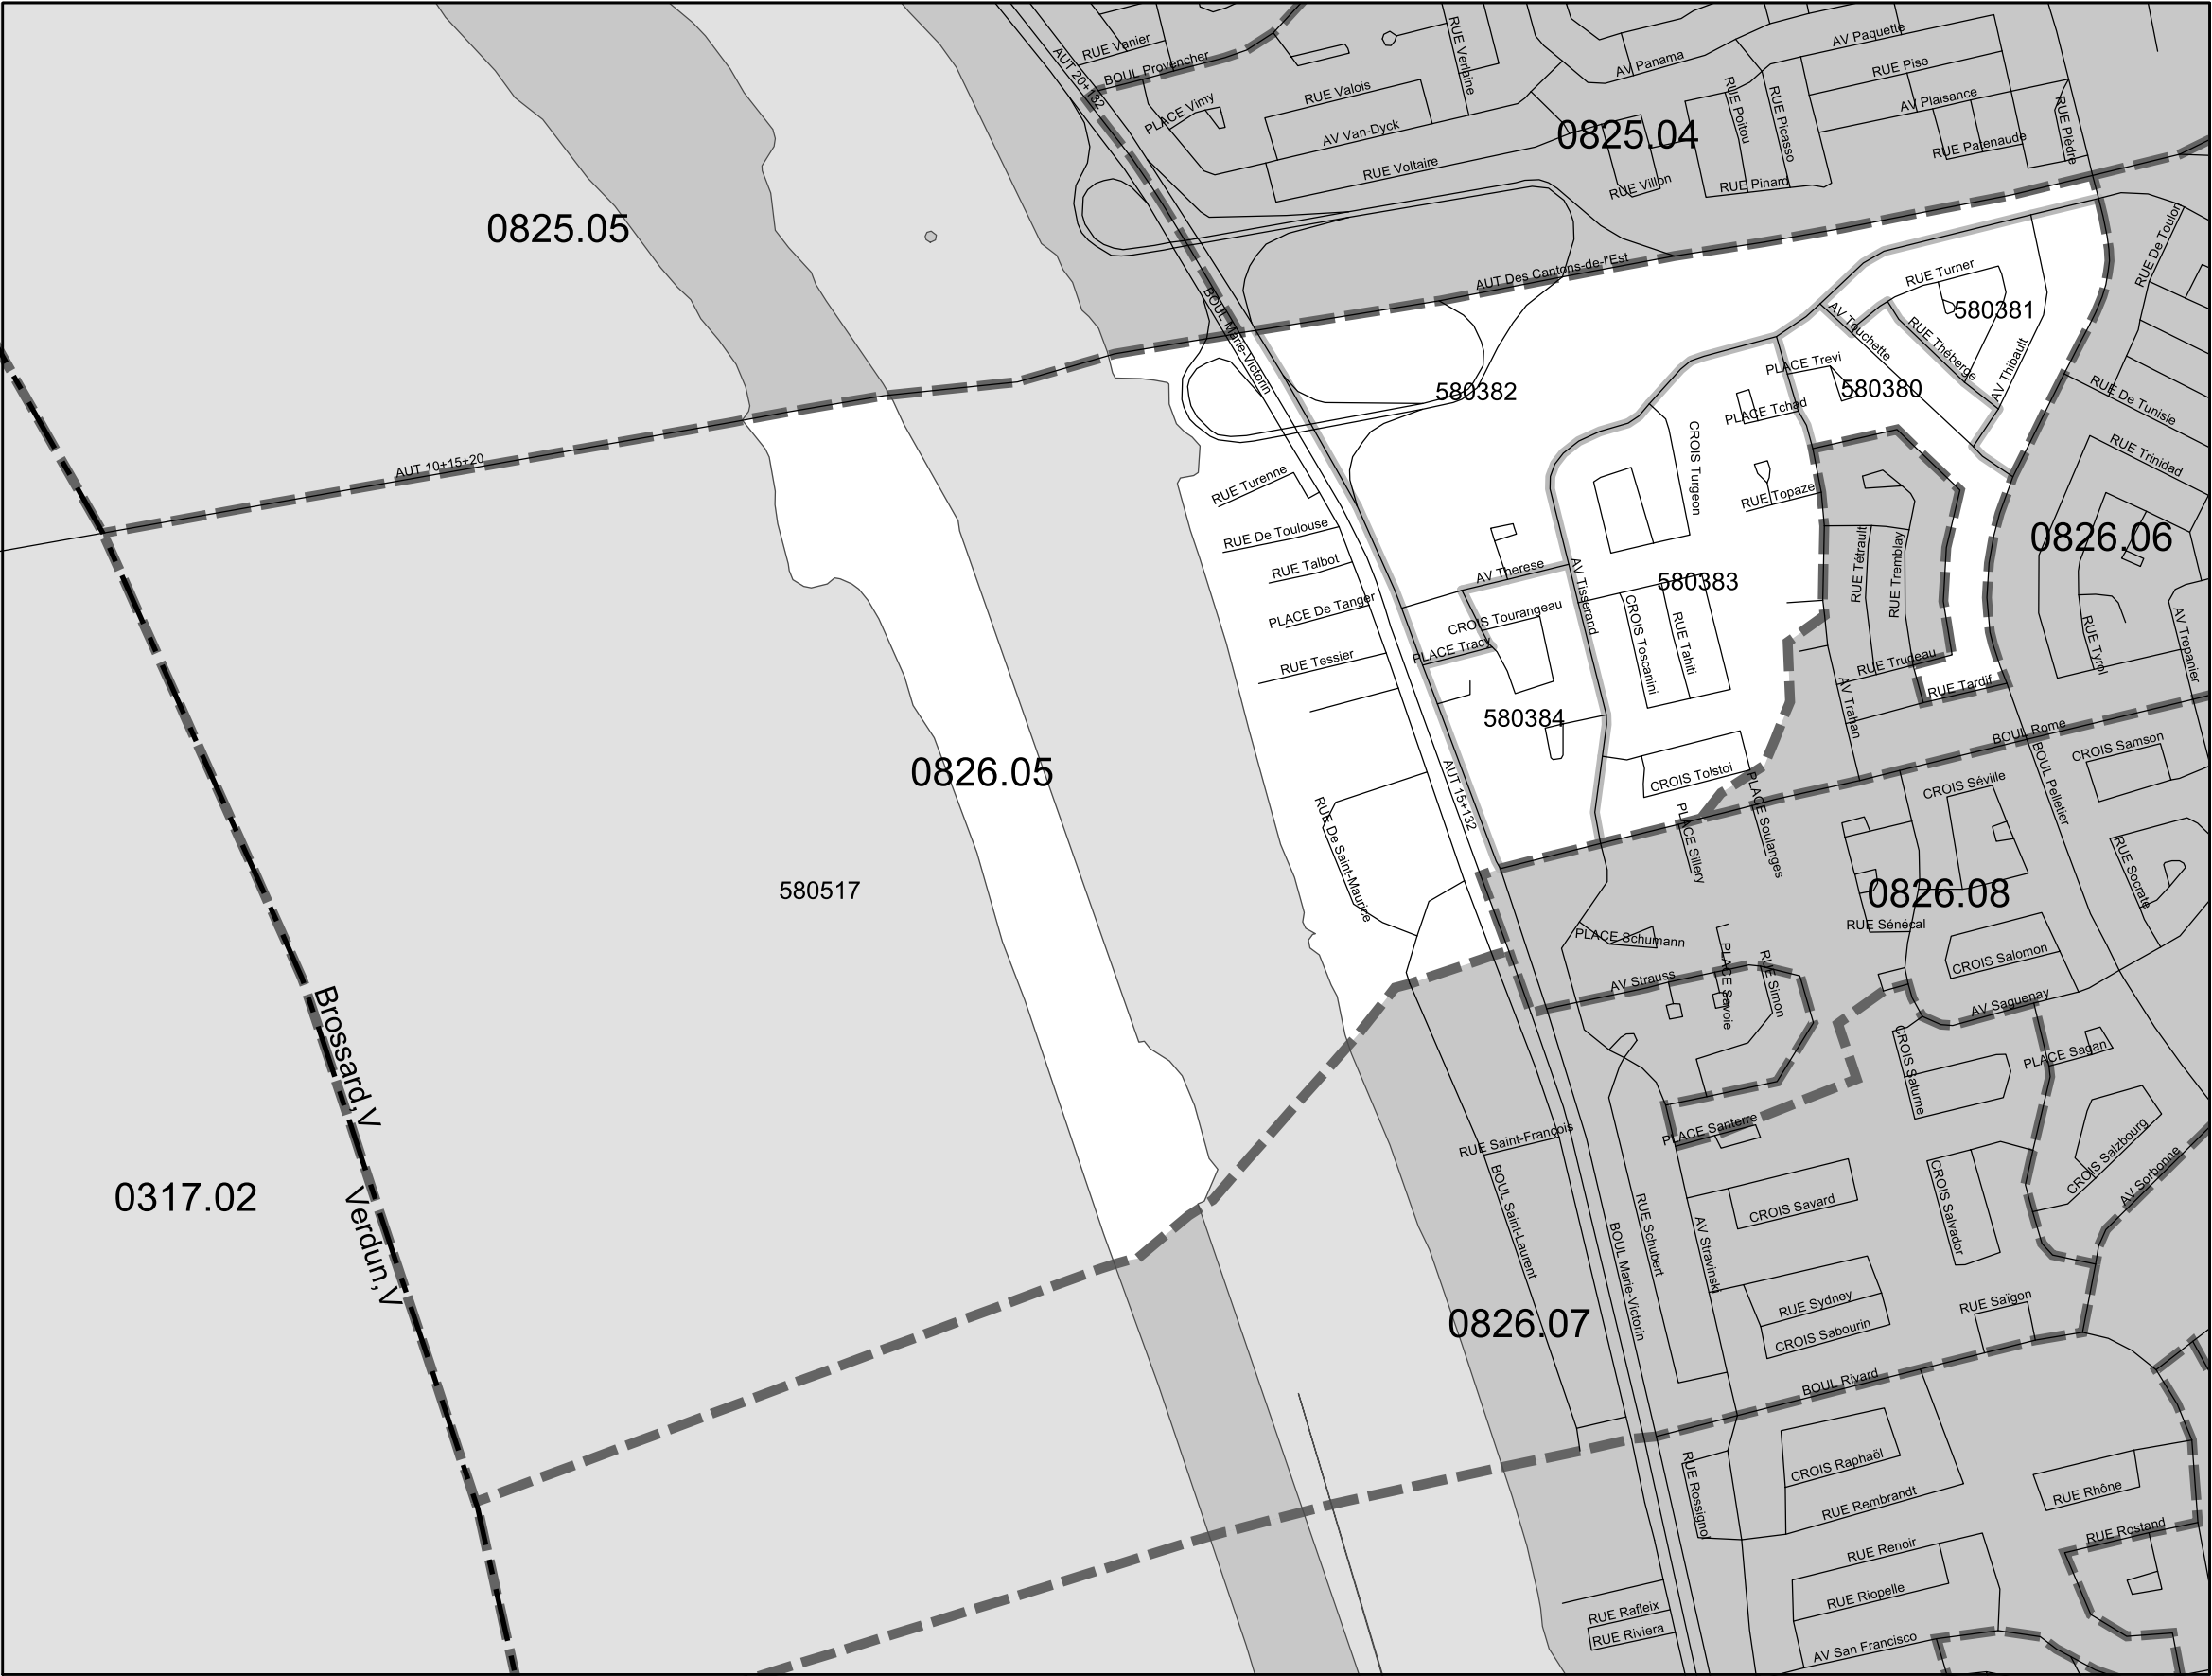 RUE Vanier
AUT 20+132
BOUL Provencher
RUE Verlaine
AV Panama
AV Paquette
RUE Pise
PLACE Vimy
RUE Valois
AV Van-Dyck
RUE Voltaire
0825.04
RUE Villon
RUE Poitou
RUE Picasso
RUE Pinard
AV Plaisance
RUE Patenaude
RUE Plèdre
0825.05
RUE De Toulon
AUT Des Cantons-de-l'Est
BOUL Marie-Victorin
RUE Turner
580381
AV Touchette
RUE Théberge
AV Thibault
580382
PLACE Trevi
580380
PLACE Tchad
RUE De Tunisie
AUT 10+15+20
CROIS Turgeon
RUE Trinidad
RUE Turenne
RUE Topaze
RUE De Toulouse
0826.06
RUE Talbot
AV Therese
AV Tisserand
580383
RUE Tétrault
RUE Tremblay
PLACE De Tanger
CROIS Tourangeau
CROIS Toscanini
RUE Tahiti
RUE Tessier
PLACE Tracy
RUE Trudeau
RUE Tyrol
AV Trepanier
RUE Tardif
AV Trahan
580384
0826.05
AUT 15+132
CROIS Tolstoi
BOUL Rome
CROIS Samson
BOUL Pelletier
CROIS Séville
PLACE Sillery
PLACE Soulanges
RUE De Saint-Maurice
580517
0826.08
RUE Socrate
RUE Sénécal
PLACE Schumann
CROIS Salomon
AV Strauss
PLACE Savoie
RUE Simon
AV Saguenay
Brossard,V
CROIS Saturne
PLACE Sagan
RUE Saint-François
PLACE Santerre
CROIS Salzbourg
AV Sorbonne
0317.02
Verdun,V
BOUL Saint-Laurent
CROIS Savard
CROIS Salvador
RUE Schubert
BOUL Marie-Victorin
AV Stravinski
0826.07
RUE Sydney
RUE Saïgon
CROIS Sabourin
BOUL Rivard
CROIS Raphaël
RUE Rossignol
RUE Rembrandt
RUE Rhône
RUE Rostand
RUE Renoir
RUE Riopelle
RUE Rafleix
RUE Riviera
AV San Francisco